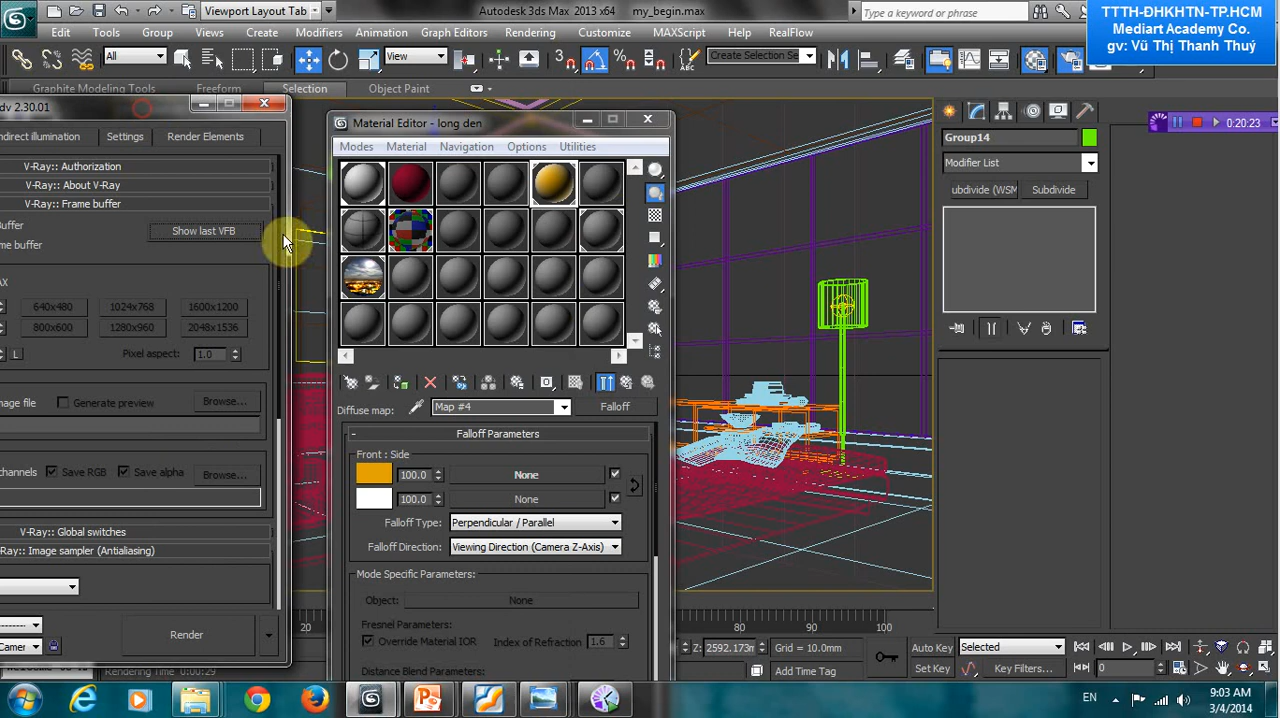 Viewport Layout Tab
Autodesk 3ds Max  2013 x64
my_begin.max
Type a keyword or phrase
TTTH-ĐHKHTN-TP.HCM
Mediart Academy Co.
gv: Vũ Thị Thanh Thuý
Edit
Tools
Group
Views
Create
Modifiers
Animation
Graph Editors
Rendering
Customize
MAXScript
Help
RealFlow
All
View
3
%
Create Selection Se
Graphite Modeling Tools
Freeform
Selection
Object Paint
dv 2.30.01
ndirect illumination
Settings
Render Elements
V-Ray:: Authorization
V-Ray:: About V-Ray
V-Ray:: Frame buffer
Buffer
Show last VFB
me buffer
AX
640x480
1024x768
1600x1200
800x600
1280x960
2048x1536
L
Pixel aspect:
1.0
mage file
Generate preview
Browse...
hannels
Save RGB
Save alpha
Browse...
V-Ray:: Global switches
Ray:: Image sampler (Antialiasing)
Camer
Render
Rendering Time 0:00:29
Material Editor - long den
Modes
Material
Navigation
Options
Utilities
Diffuse map:
Map #4
Falloff
-
Falloff Parameters
Front : Side
100.0
None
100.0
None
Falloff Type:
Perpendicular / Parallel
Falloff Direction:
Viewing Direction (Camera Z-Axis)
Mode Specific Parameters:
Object:
None
Fresnel Parameters:
Override Material IOR
Index of Refraction
1.6
Distance Blend Parameters:
0:20:23
Group14
Modifier List
ubdivide (WSM
Subdivide
20
80
90
100
Z:
2592.173m
Grid = 10.0mm
Add Time Tag
Auto Key
Selected
Set Key
Key Filters...
0
EN
9:03 AM
3/4/2014